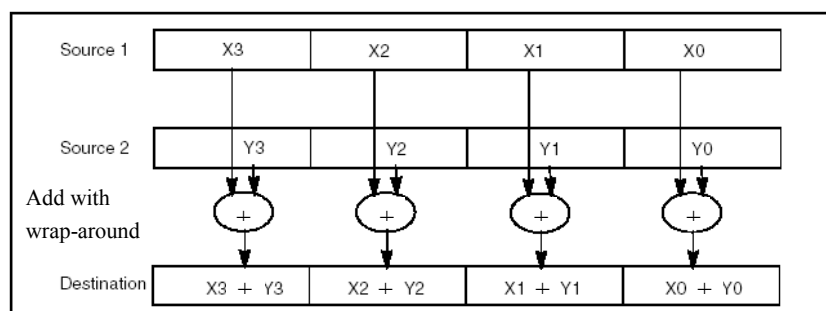 Source 1 X3 X2 X1 X0
Source 2 Y3 Y2 Y1 Y0
Add with
wrap-around
+ + + +
Destination X3 + Y3 X2 + Y2 X1 + Y1 X0 + Y0